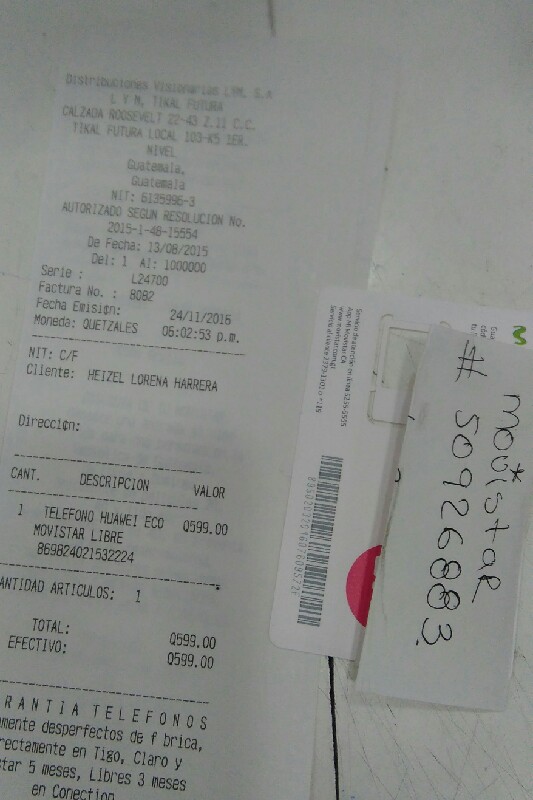 Distribuciones Visionarias LYM, S.A
L Y M, TIKAL FUTURA
CALZADA ROOSEVELT 22-43 Z.11 C.C.
TIKAL FUTURA LOCAL 103-K5 1ER.
NIVEL
Guatemala,
Guatemala
NIT: 6135996-3
AUTORIZADO SEGUN RESOLUCION No.
2015-1-48-15554
De Fecha: 13/08/2015
Del: 1 Al: 1000000
Serie : L24700
Factura No. : 8082
Fecha Emisión: 24/11/2016
Moneda: QUETZALES 05:02:53 p.m.
NIT: C/F
Cliente: HEIZEL LORENA HARRERA
Dirección:
CANT. DESCRIPCION VALOR
1 TELEFONO HUAWEI ECO Q599.00
MOVISTAR LIBRE
869824021532224
ANTIDAD ARTICULOS: 1
TOTAL: Q599.00
EFECTIVO: Q599.00
RANTIA TELEFONOS
mente desperfectos de f brica,
rectamente en Tigo, Claro y
star 5 meses, Libres 3 meses
en Conection
movistar
# 50926883